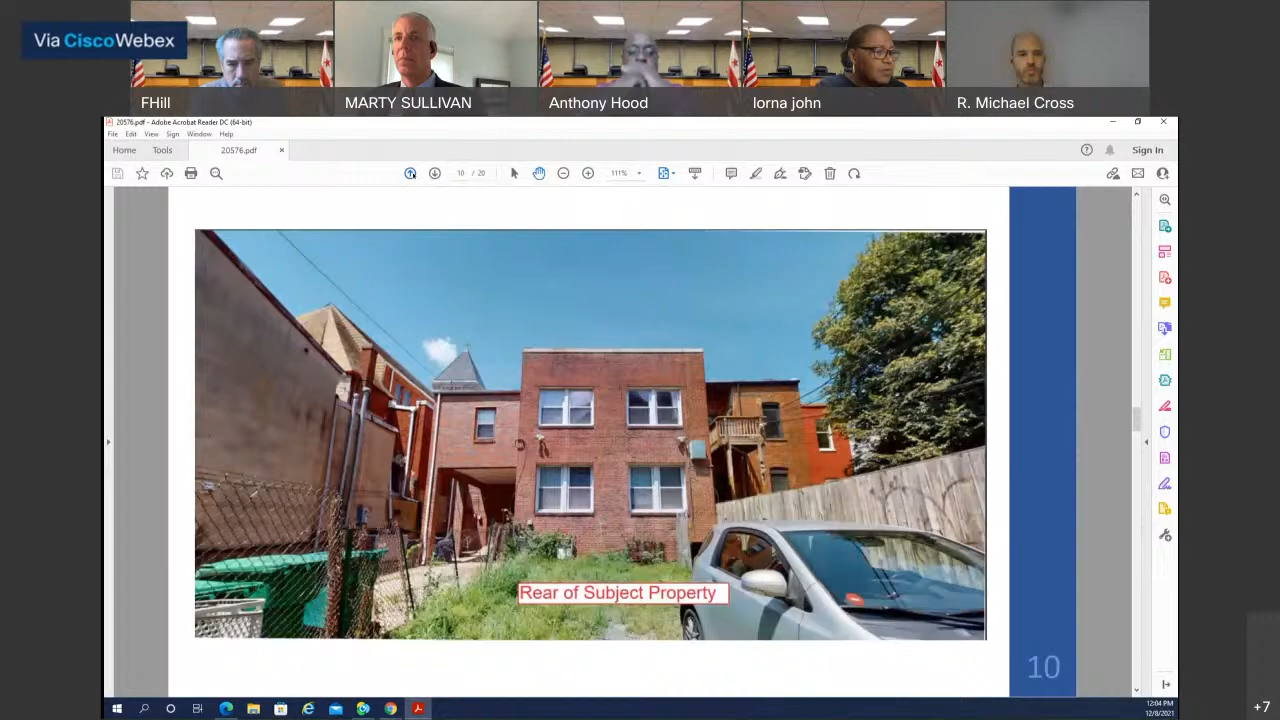 Via Cisco Webex
FHill
MARTY SULLIVAN
Anthony Hood
lorna john
R. Michael Cross
20576.pdf - Adobe Acrobat Reader DC (64-bit)
File Edit View Sign Window Help
Home Tools 20576.pdf × Sign In
10 / 20 111%
Rear of Subject Property
10
12:04 PM
12/8/2021
+7